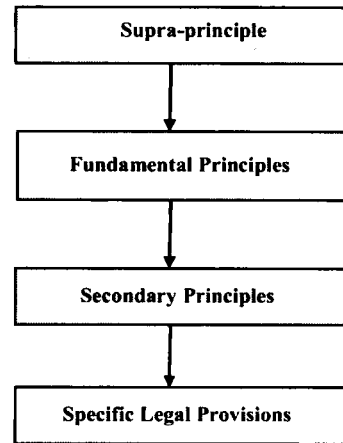 Supra-principle
Fundamental Principles
Secondary Principles
Specific Legal Provisions